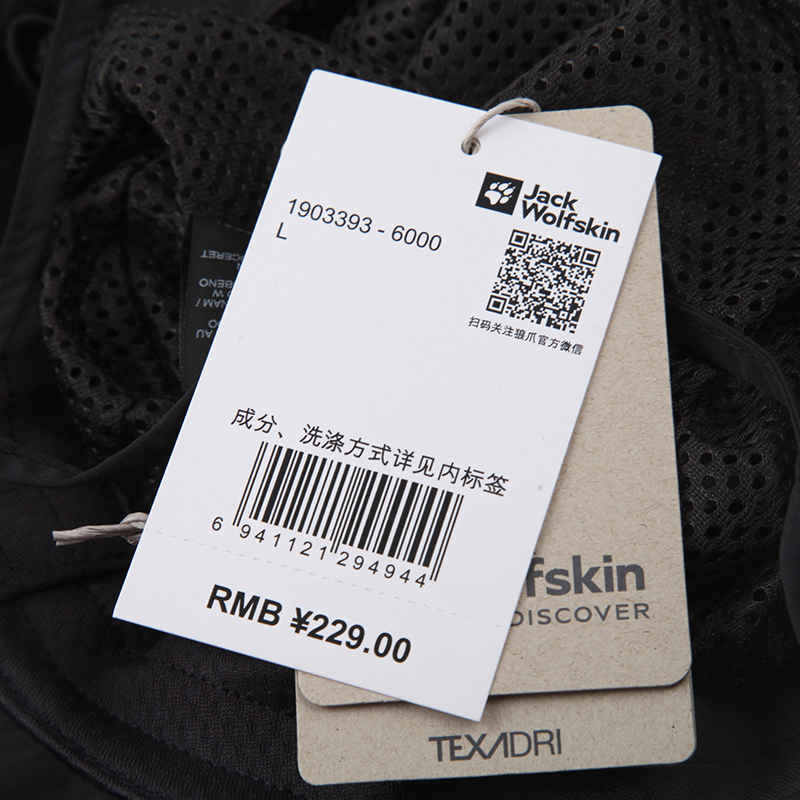 Jack
Wolfskin
1903393 - 6000
L
扫码关注狼爪官方微信
成分、洗涤方式详见内标签
6 941121 294944
RMB ¥229.00
fskin
DISCOVER
TEXADRI